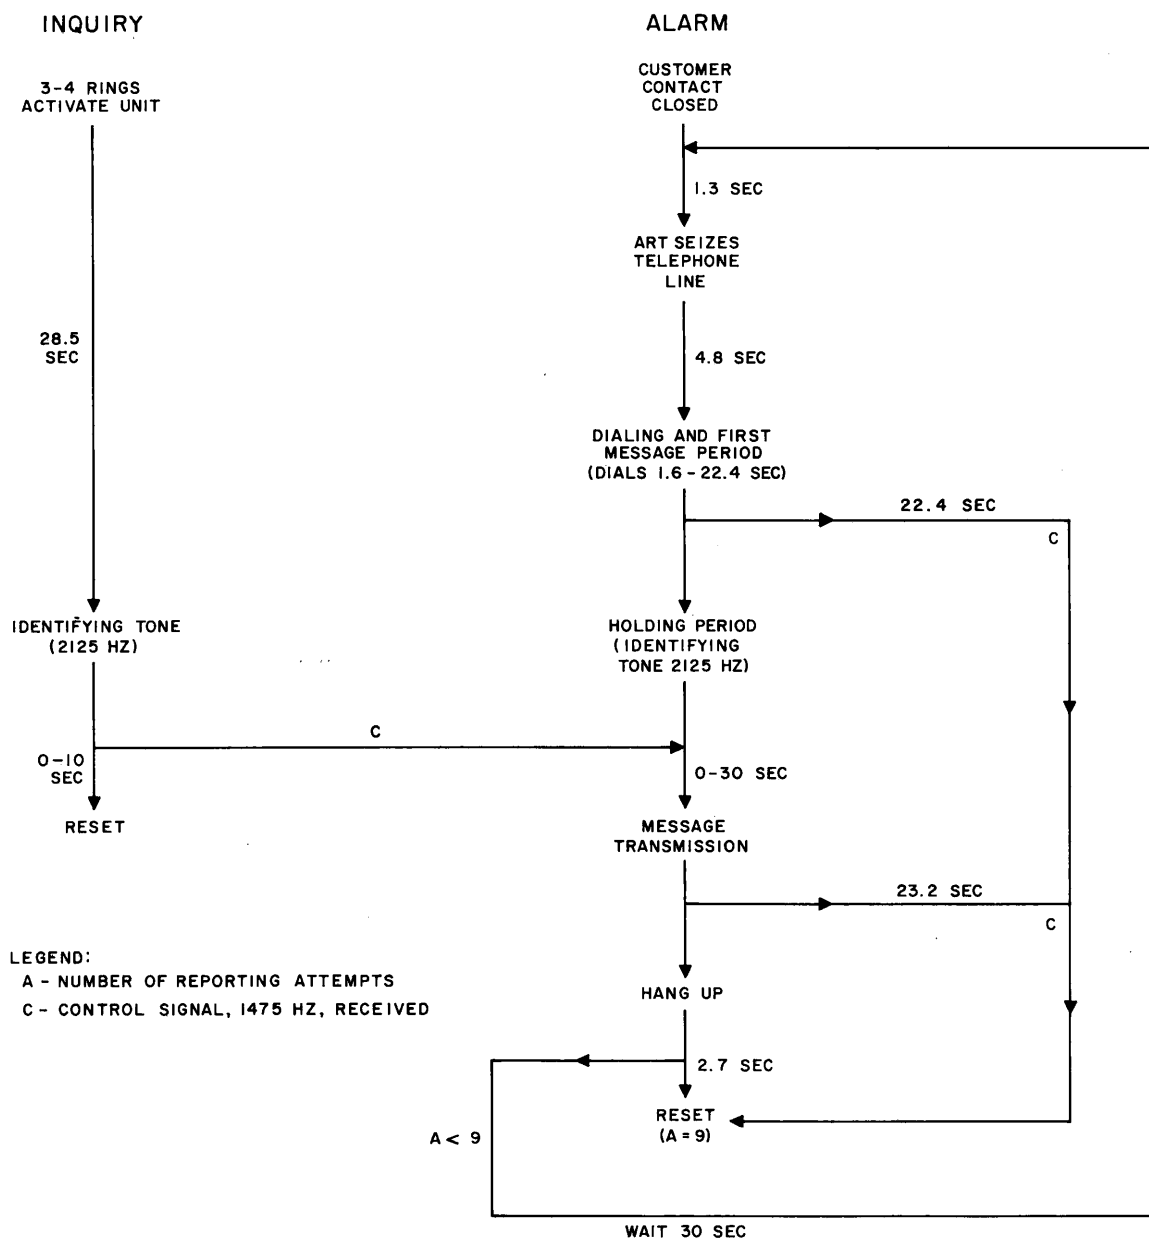 INQUIRY
3-4 RINGS
ACTIVATE UNIT
28.5
SEC
IDENTIFYING TONE
(2125 HZ)
C
0-10
SEC
RESET
LEGEND:
A - NUMBER OF REPORTING ATTEMPTS
C - CONTROL SIGNAL, 1475 HZ, RECEIVED
ALARM
CUSTOMER
CONTACT
CLOSED
1.3 SEC
ART SEIZES
TELEPHONE
LINE
4.8 SEC
DIALING AND FIRST
MESSAGE PERIOD
(DIALS 1.6 - 22.4 SEC)
22.4 SEC
C
HOLDING PERIOD
(IDENTIFYING
TONE 2125 HZ)
0-30 SEC
MESSAGE
TRANSMISSION
23.2 SEC
C
HANG UP
2.7 SEC
RESET
(A = 9)
A < 9
WAIT 30 SEC